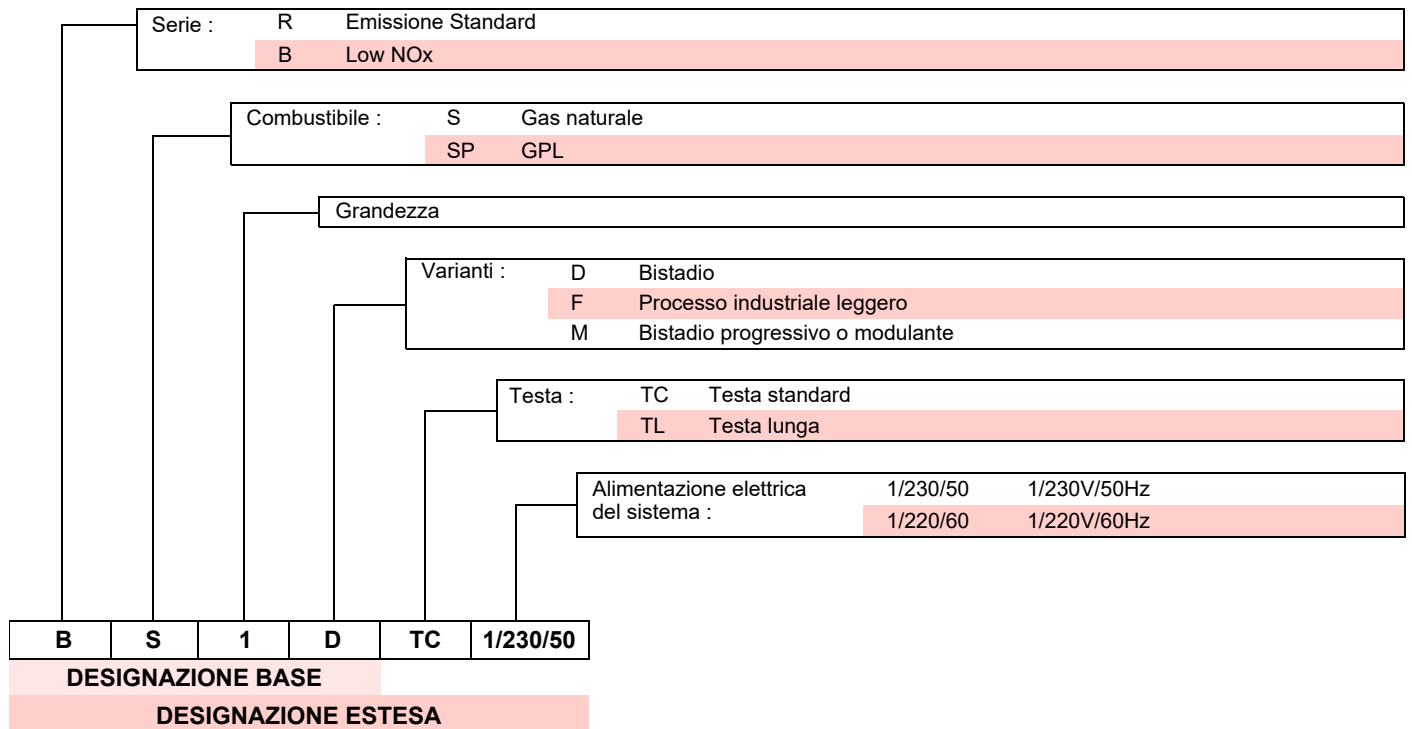 Serie : R Emissione Standard
B Low NOx
Combustibile : S Gas naturale
SP GPL
Grandezza
Varianti : D Bistadio
F Processo industriale leggero
M Bistadio progressivo o modulante
Testa : TC Testa standard
TL Testa lunga
Alimentazione elettrica 1/230/50 1/230V/50Hz
del sistema : 1/220/60 1/220V/60Hz
B S 1 D TC 1/230/50
DESIGNAZIONE BASE
DESIGNAZIONE ESTESA